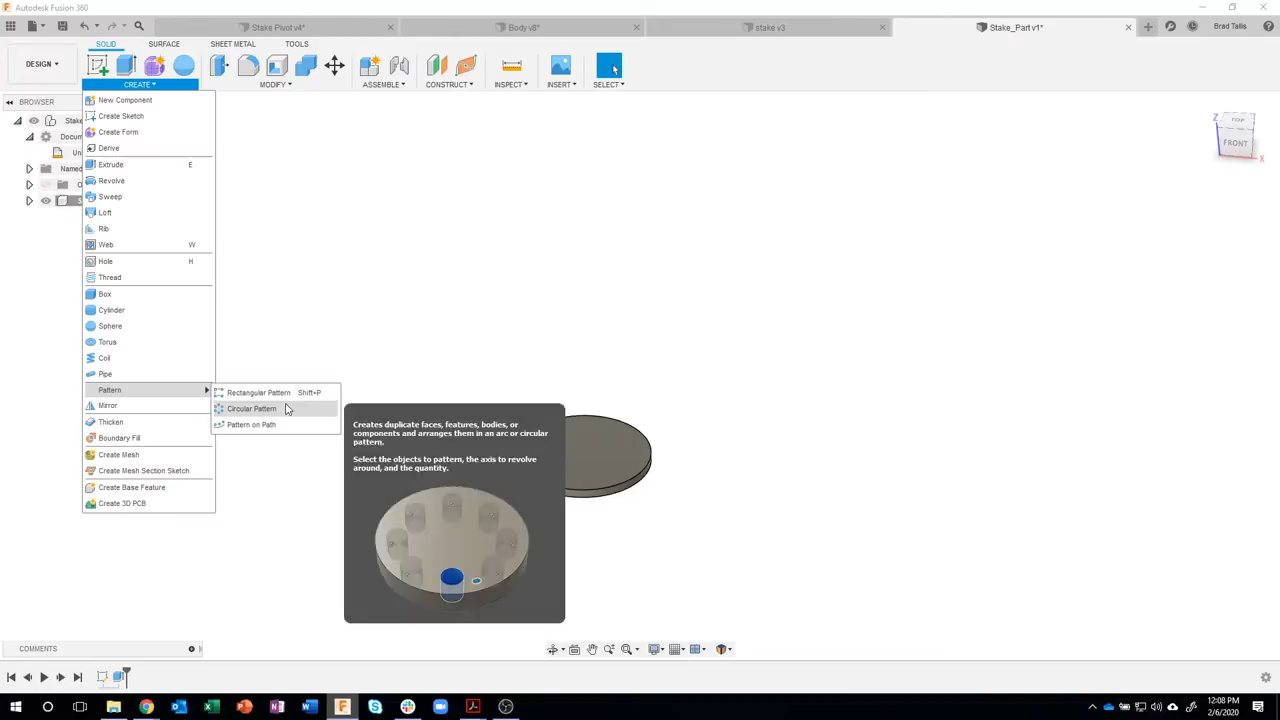 Autodesk Fusion 360
Stake Pivot v4*
Body v8*
stake v3
Stake_Part v1*
Brad Tallis
SOLID
SURFACE
SHEET METAL
TOOLS
DESIGN
CREATE
MODIFY
ASSEMBLE
CONSTRUCT
INSPECT
INSERT
SELECT
BROWSER
Stake
Docum
Un
Named
O
S
New Component
Create Sketch
Create Form
Derive
Extrude E
Revolve
Sweep
Loft
Rib
Web W
Hole H
Thread
Box
Cylinder
Sphere
Torus
Coil
Pipe
Pattern
Mirror
Thicken
Boundary Fill
Create Mesh
Create Mesh Section Sketch
Create Base Feature
Create 3D PCB
Rectangular Pattern Shift+P
Circular Pattern
Pattern on Path
Creates duplicate faces, features, bodies, or
components and arranges them in an arc or circular
pattern.
Select the objects to pattern, the axis to revolve
around, and the quantity.
Z
TOP
FRONT
X
COMMENTS
12:08 PM
2/6/2020